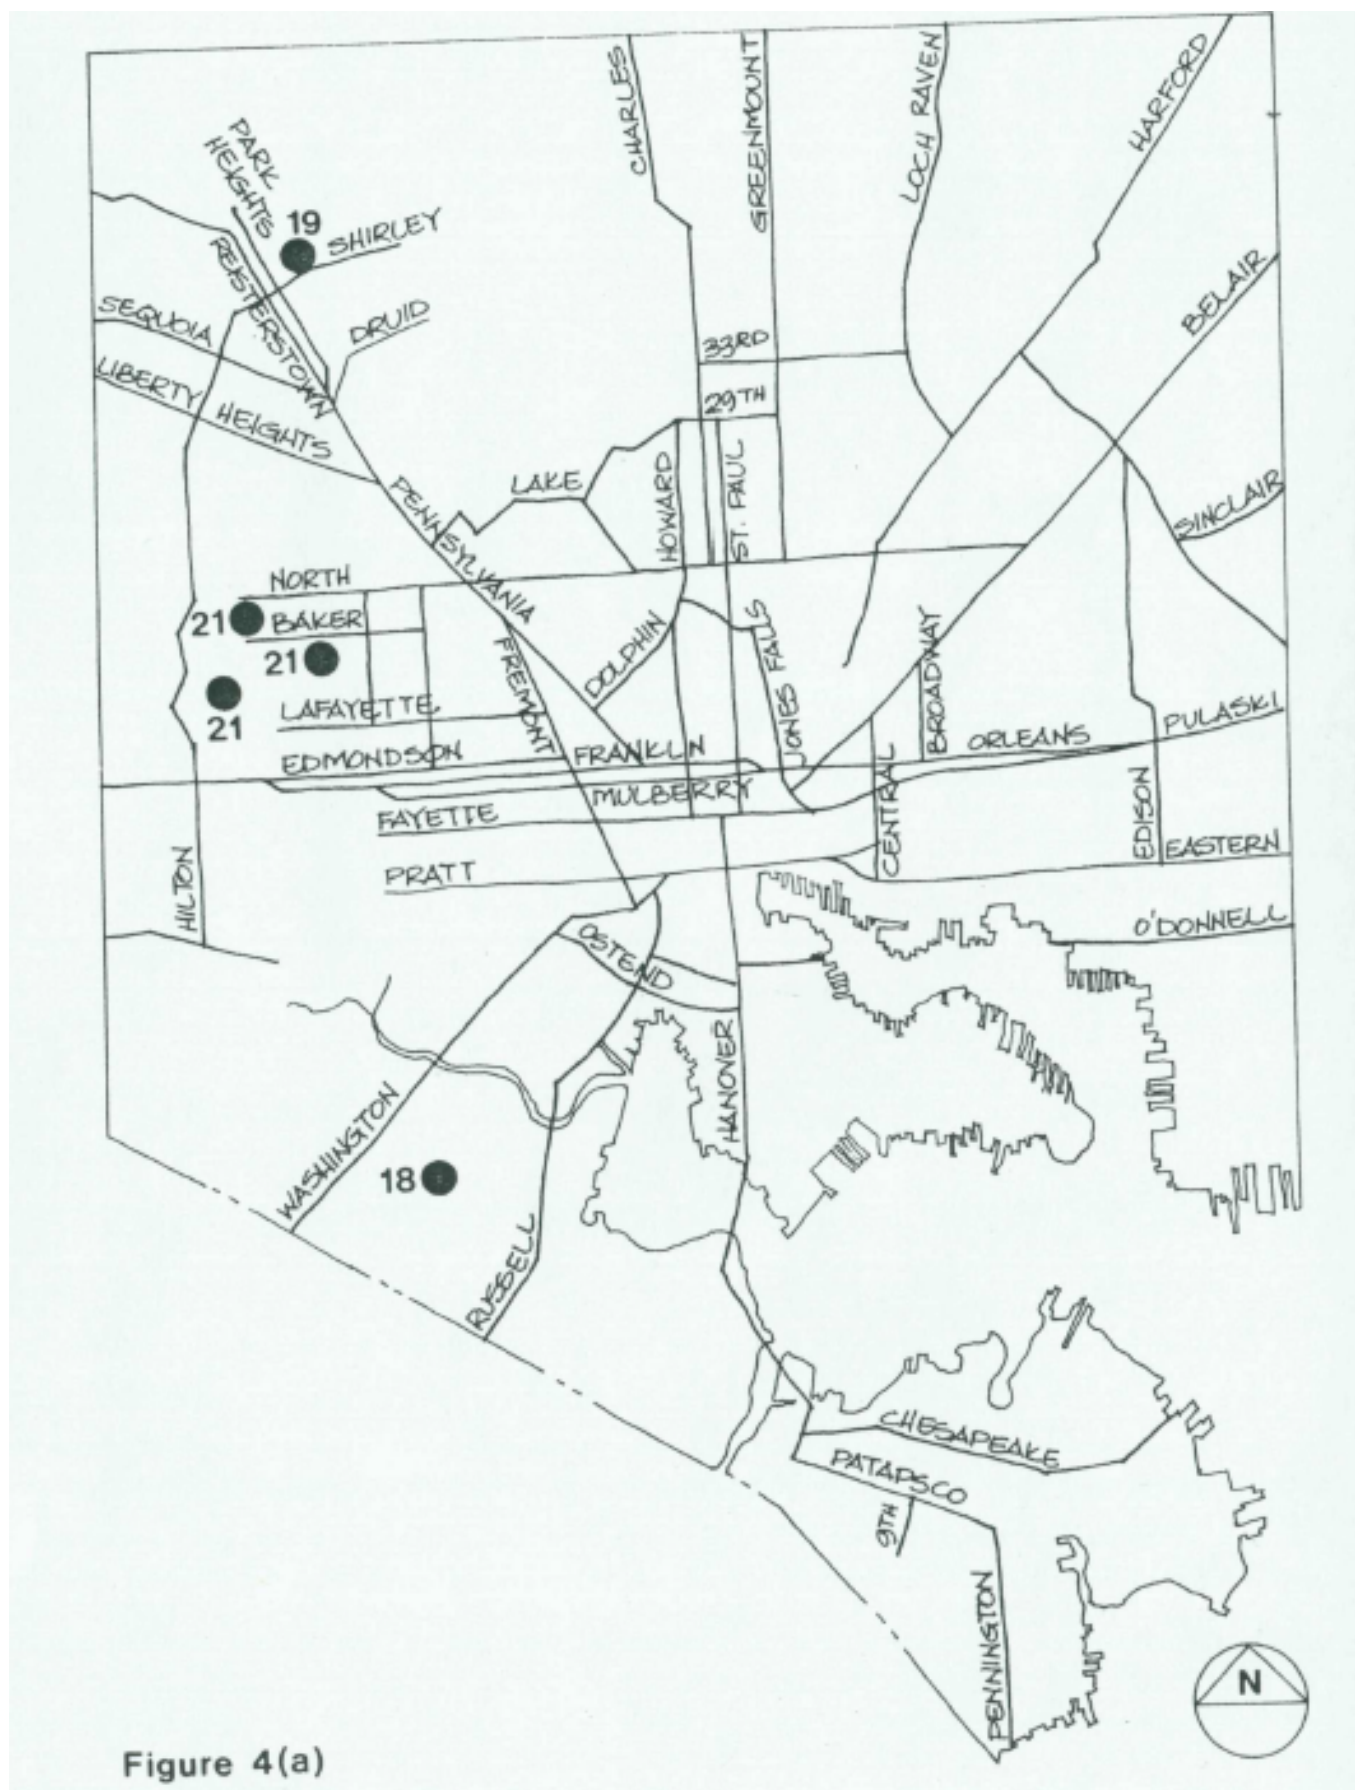 CHARLES
GREENMOUNT
LOCH RAVEN
HARFORD
PARK
HEIGHTS
19
SHIRLEY
REISTERSTOWN
BELAIR
SEQUOIA
DRUID
33RD
LIBERTY HEIGHTS
29TH
LAKE
HOWARD
ST. PAUL
PENNSYLVANIA
SINCLAIR
NORTH
21
BAKER
21
FREMONT
DOLPHIN
JONES FALLS
BROADWAY
21
LAFAYETTE
PULASKI
EDMONDSON
FRANKLIN
ORLEANS
MULBERRY
FAYETTE
CENTRAL
EDISON
EASTERN
PRATT
HILTON
O'DONNELL
OSTEND
HANOVER
WASHINGTON
18
RUSSELL
CHESAPEAKE
PATAPSCO
9TH
PENNINGTON
N
Figure 4(a)